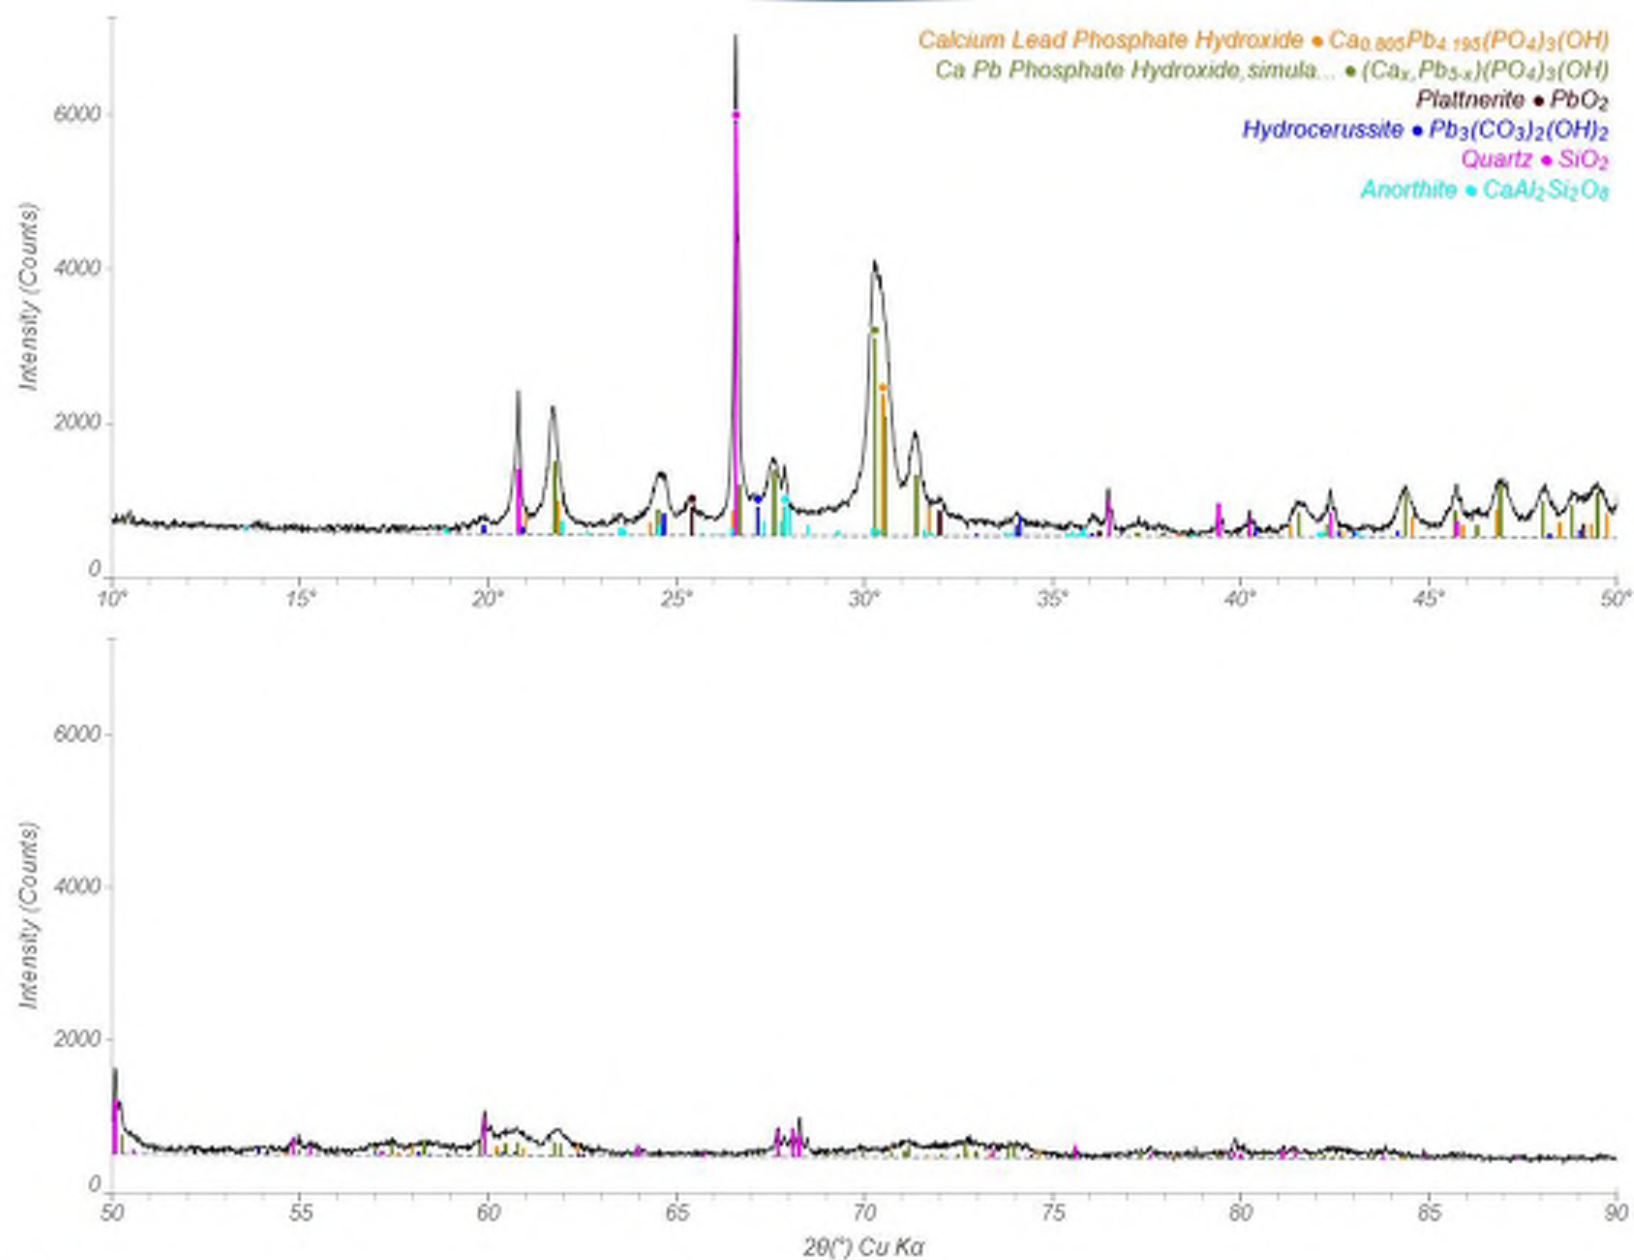 Calcium Lead Phosphate Hydroxide • Ca0.805Pb4.195(PO4)3(OH)
Ca Pb Phosphate Hydroxide,simula... • (Cax,Pb5-x)(PO4)3(OH)
Plattnerite • PbO2
Hydrocerussite • Pb3(CO3)2(OH)2
Quartz • SiO2
Anorthite • CaAl2Si2O8
Intensity (Counts)
6000
4000
2000
0
10° 15° 20° 25° 30° 35° 40° 45° 50°
Intensity (Counts)
6000
4000
2000
0
50 55 60 65 70 75 80 85 90
2θ(°) Cu Kα